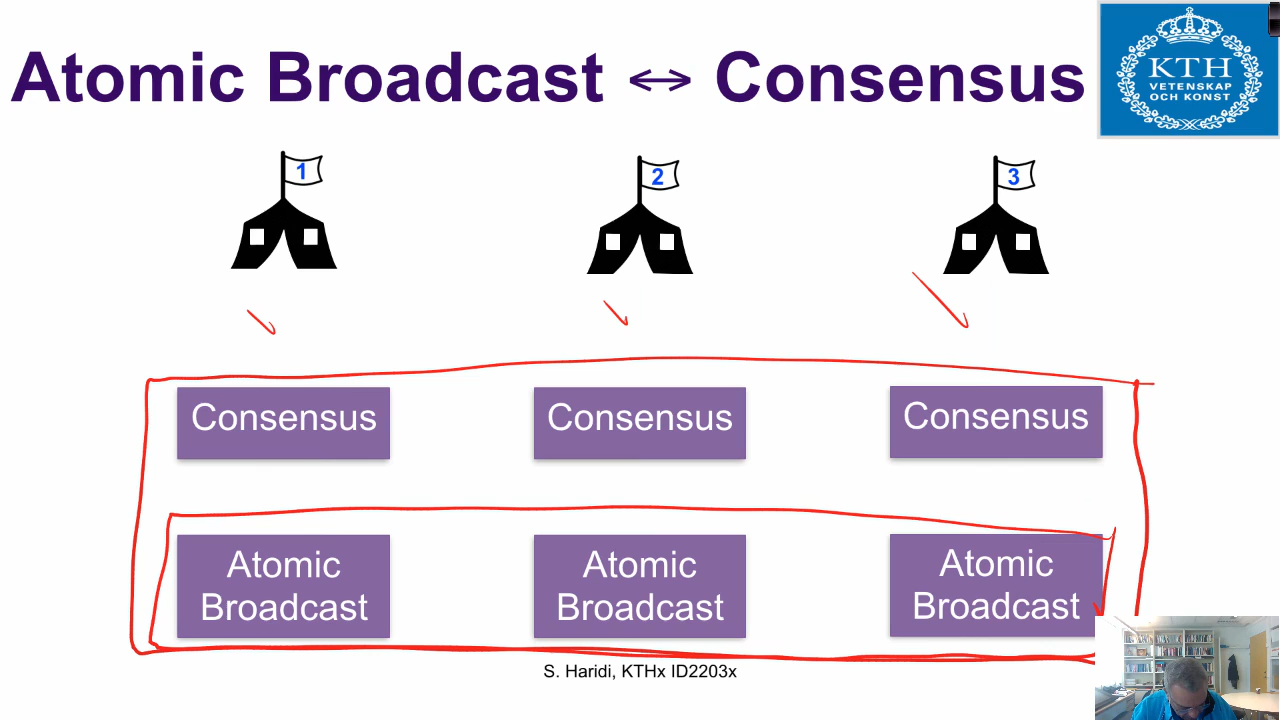 Atomic Broadcast ↔ Consensus
KTH
VETENSKAP
OCH KONST
1
2
3
Consensus
Consensus
Consensus
Atomic
Broadcast
Atomic
Broadcast
Atomic
Broadcast
S. Haridi, KTHx ID2203x